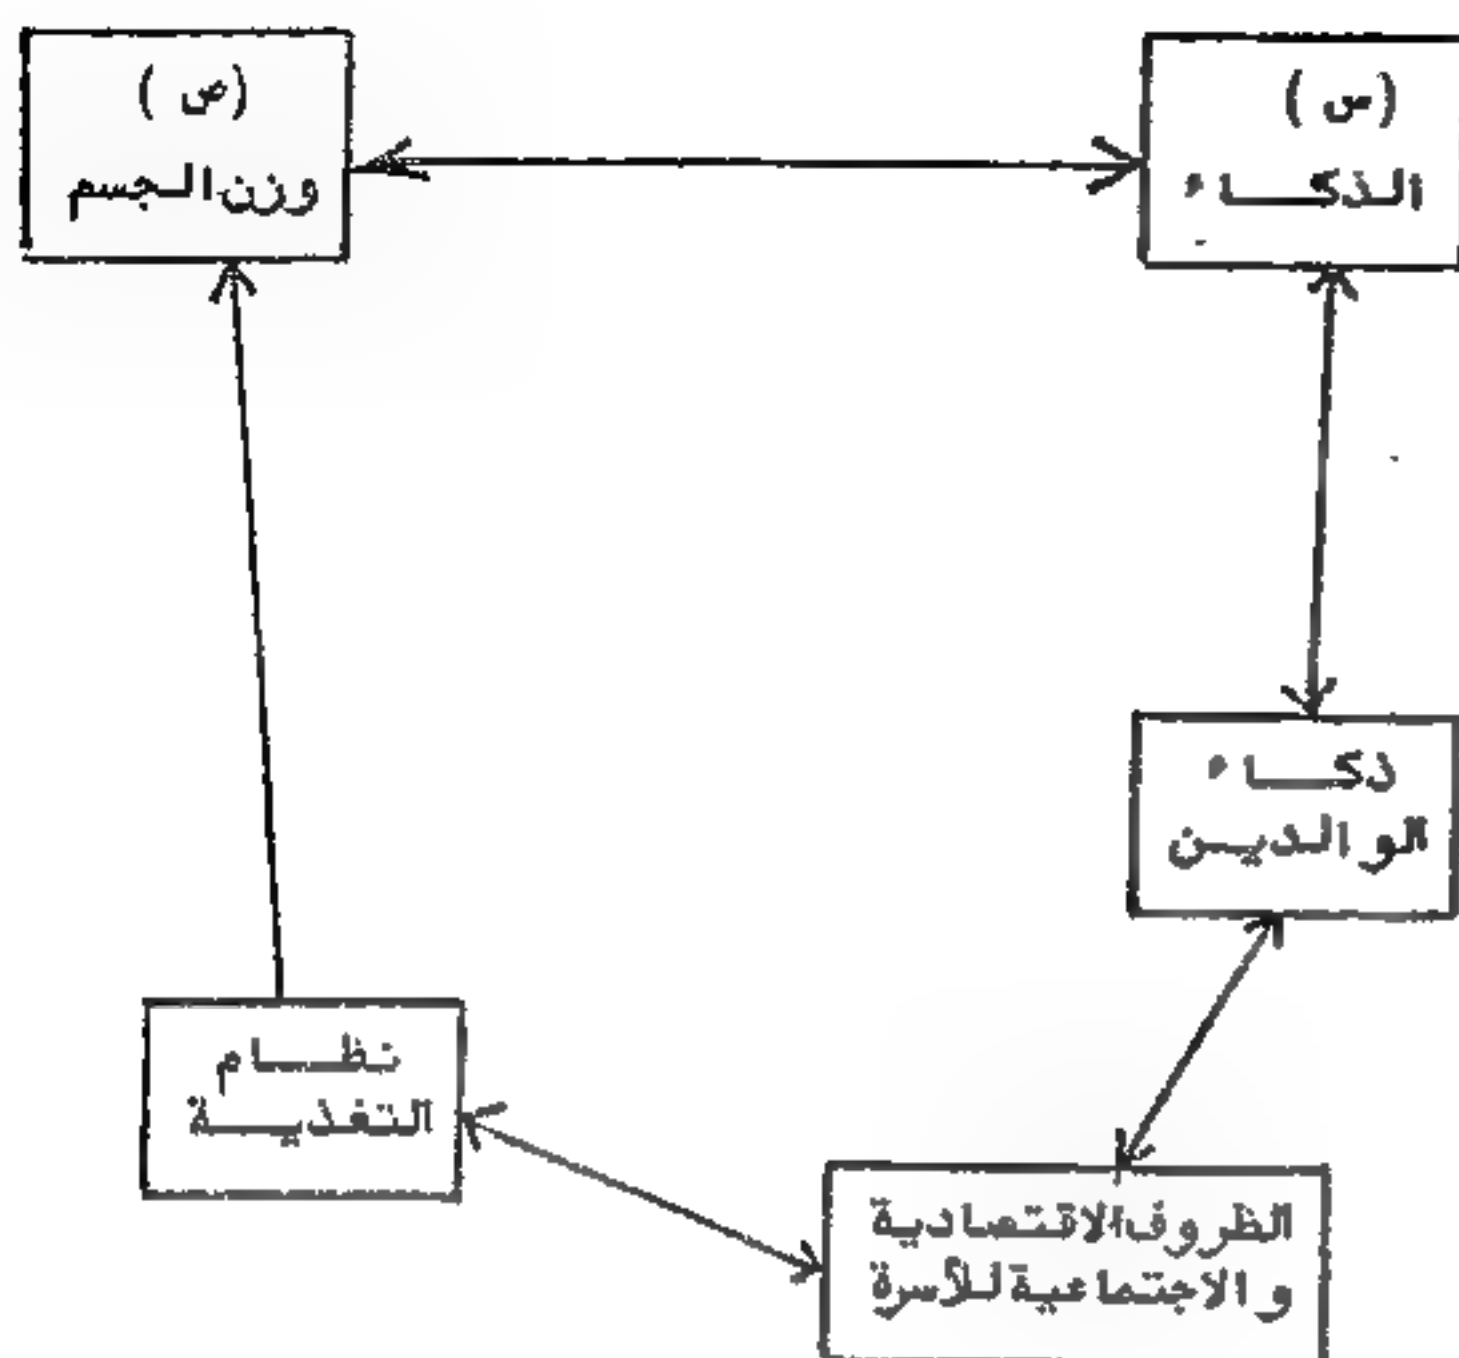 (س)
الذكاء
(ص)
وزن الجسم
ذكاء
الوالدين
نظام
التغذية
الظروف الاقتصادية
والاجتماعية للأسرة